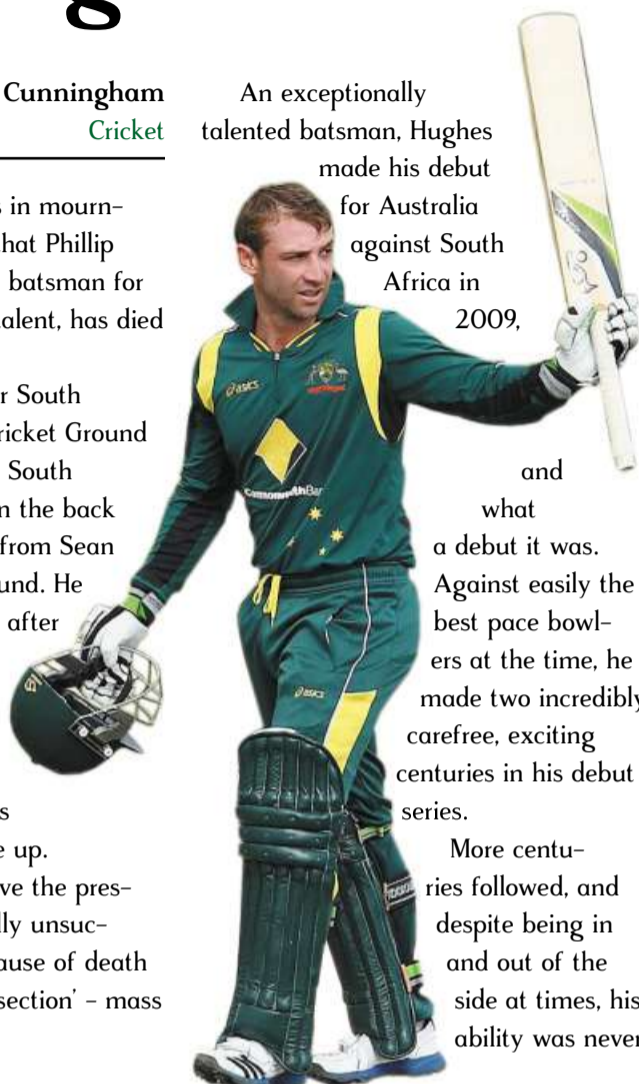 g
Cunningham
Cricket
s in mourn-
hat Phillip
batsman for
alent, has died
r South
ricket Ground
South
n the back
from Sean
und. He
after
s
e up.
ve the pres-
lly unsuc-
ause of death
section' – mass
An exceptionally
talented batsman, Hughes
made his debut
for Australia
against South
Africa in
2009,
and
what
a debut it was.
Against easily the
best pace bowl-
ers at the time, he
made two incredibly
carefree, exciting
centuries in his debut
series.
More centu-
ries followed, and
despite being in
and out of the
side at times, his
ability was never
asics
CommonwealthBan
asics